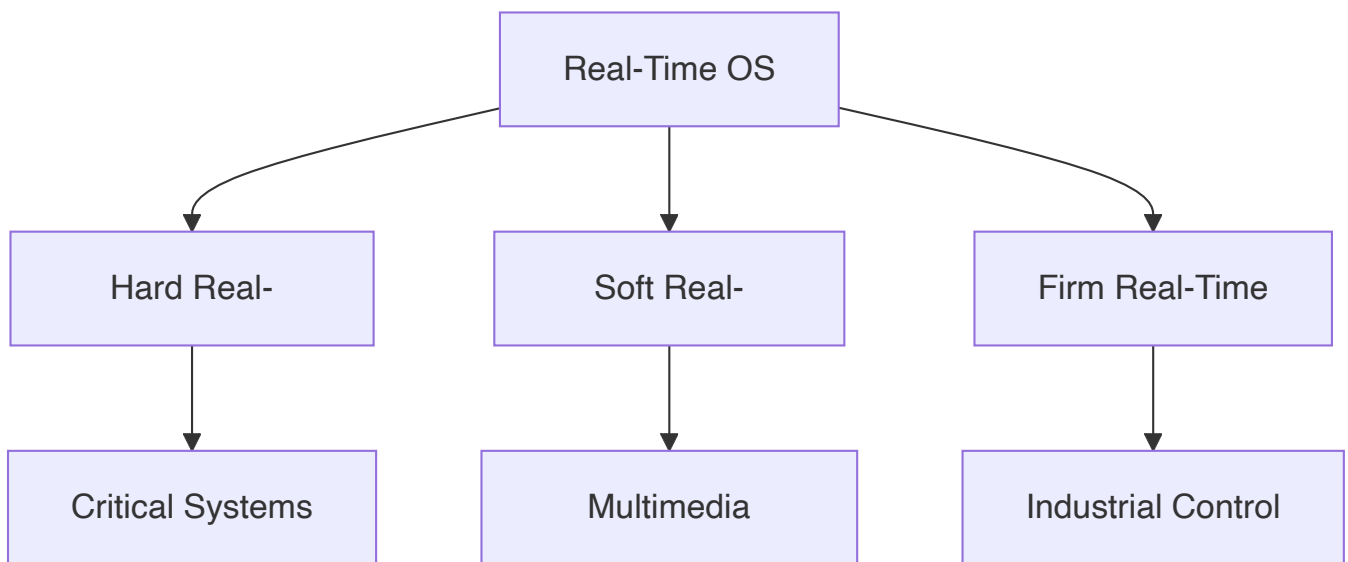 Real-Time OS
Hard Real-
Soft Real-
Firm Real-Time
Critical Systems
Multimedia
Industrial Control